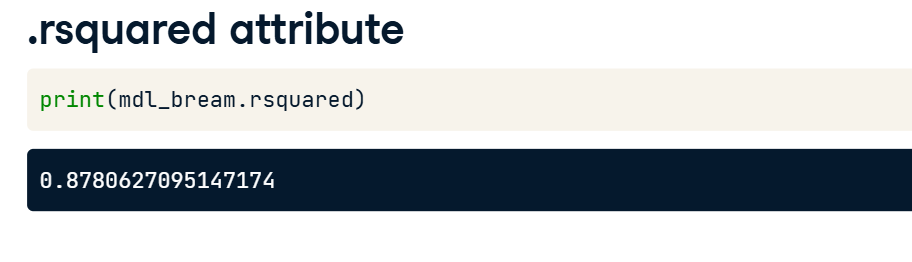 .rsquared attribute
print(mdl_bream.rsquared)
0.8780627095147174